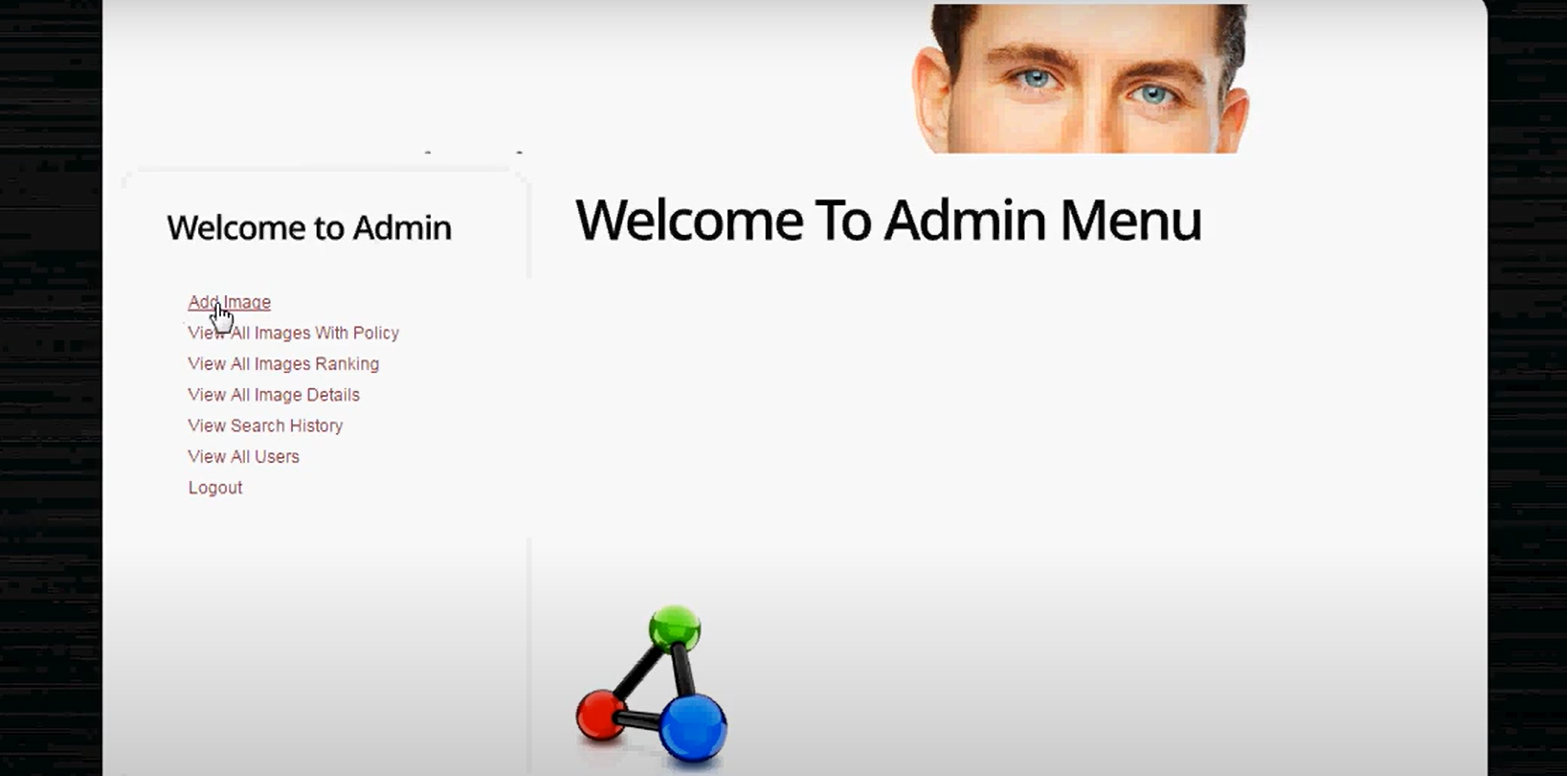 Welcome to Admin
Welcome To Admin Menu
Add Image
View All Images With Policy
View All Images Ranking
View All Image Details
View Search History
View All Users
Logout